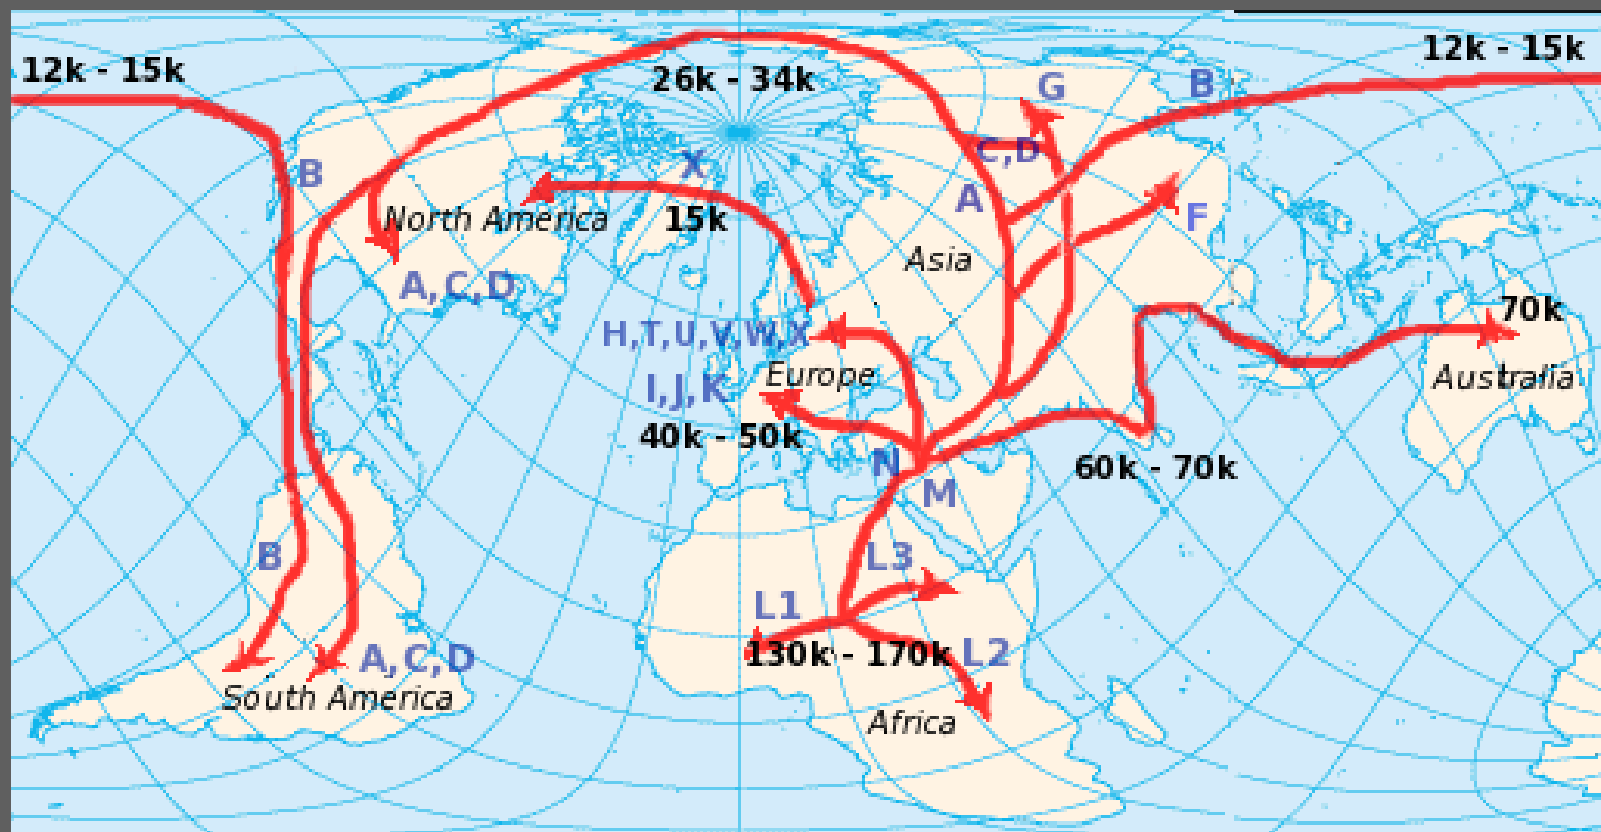 12k - 15k
26k - 34k
12k - 15k
G
B
C,D
X
B
A
15k
North America
F
Asia
A,C,D
70k
H,T,U,V,W,X
Europe
Australia
I,J,K
40k - 50k
N
60k - 70k
M
B
L3
L1
130k - 170k
L2
A,C,D
South America
Africa